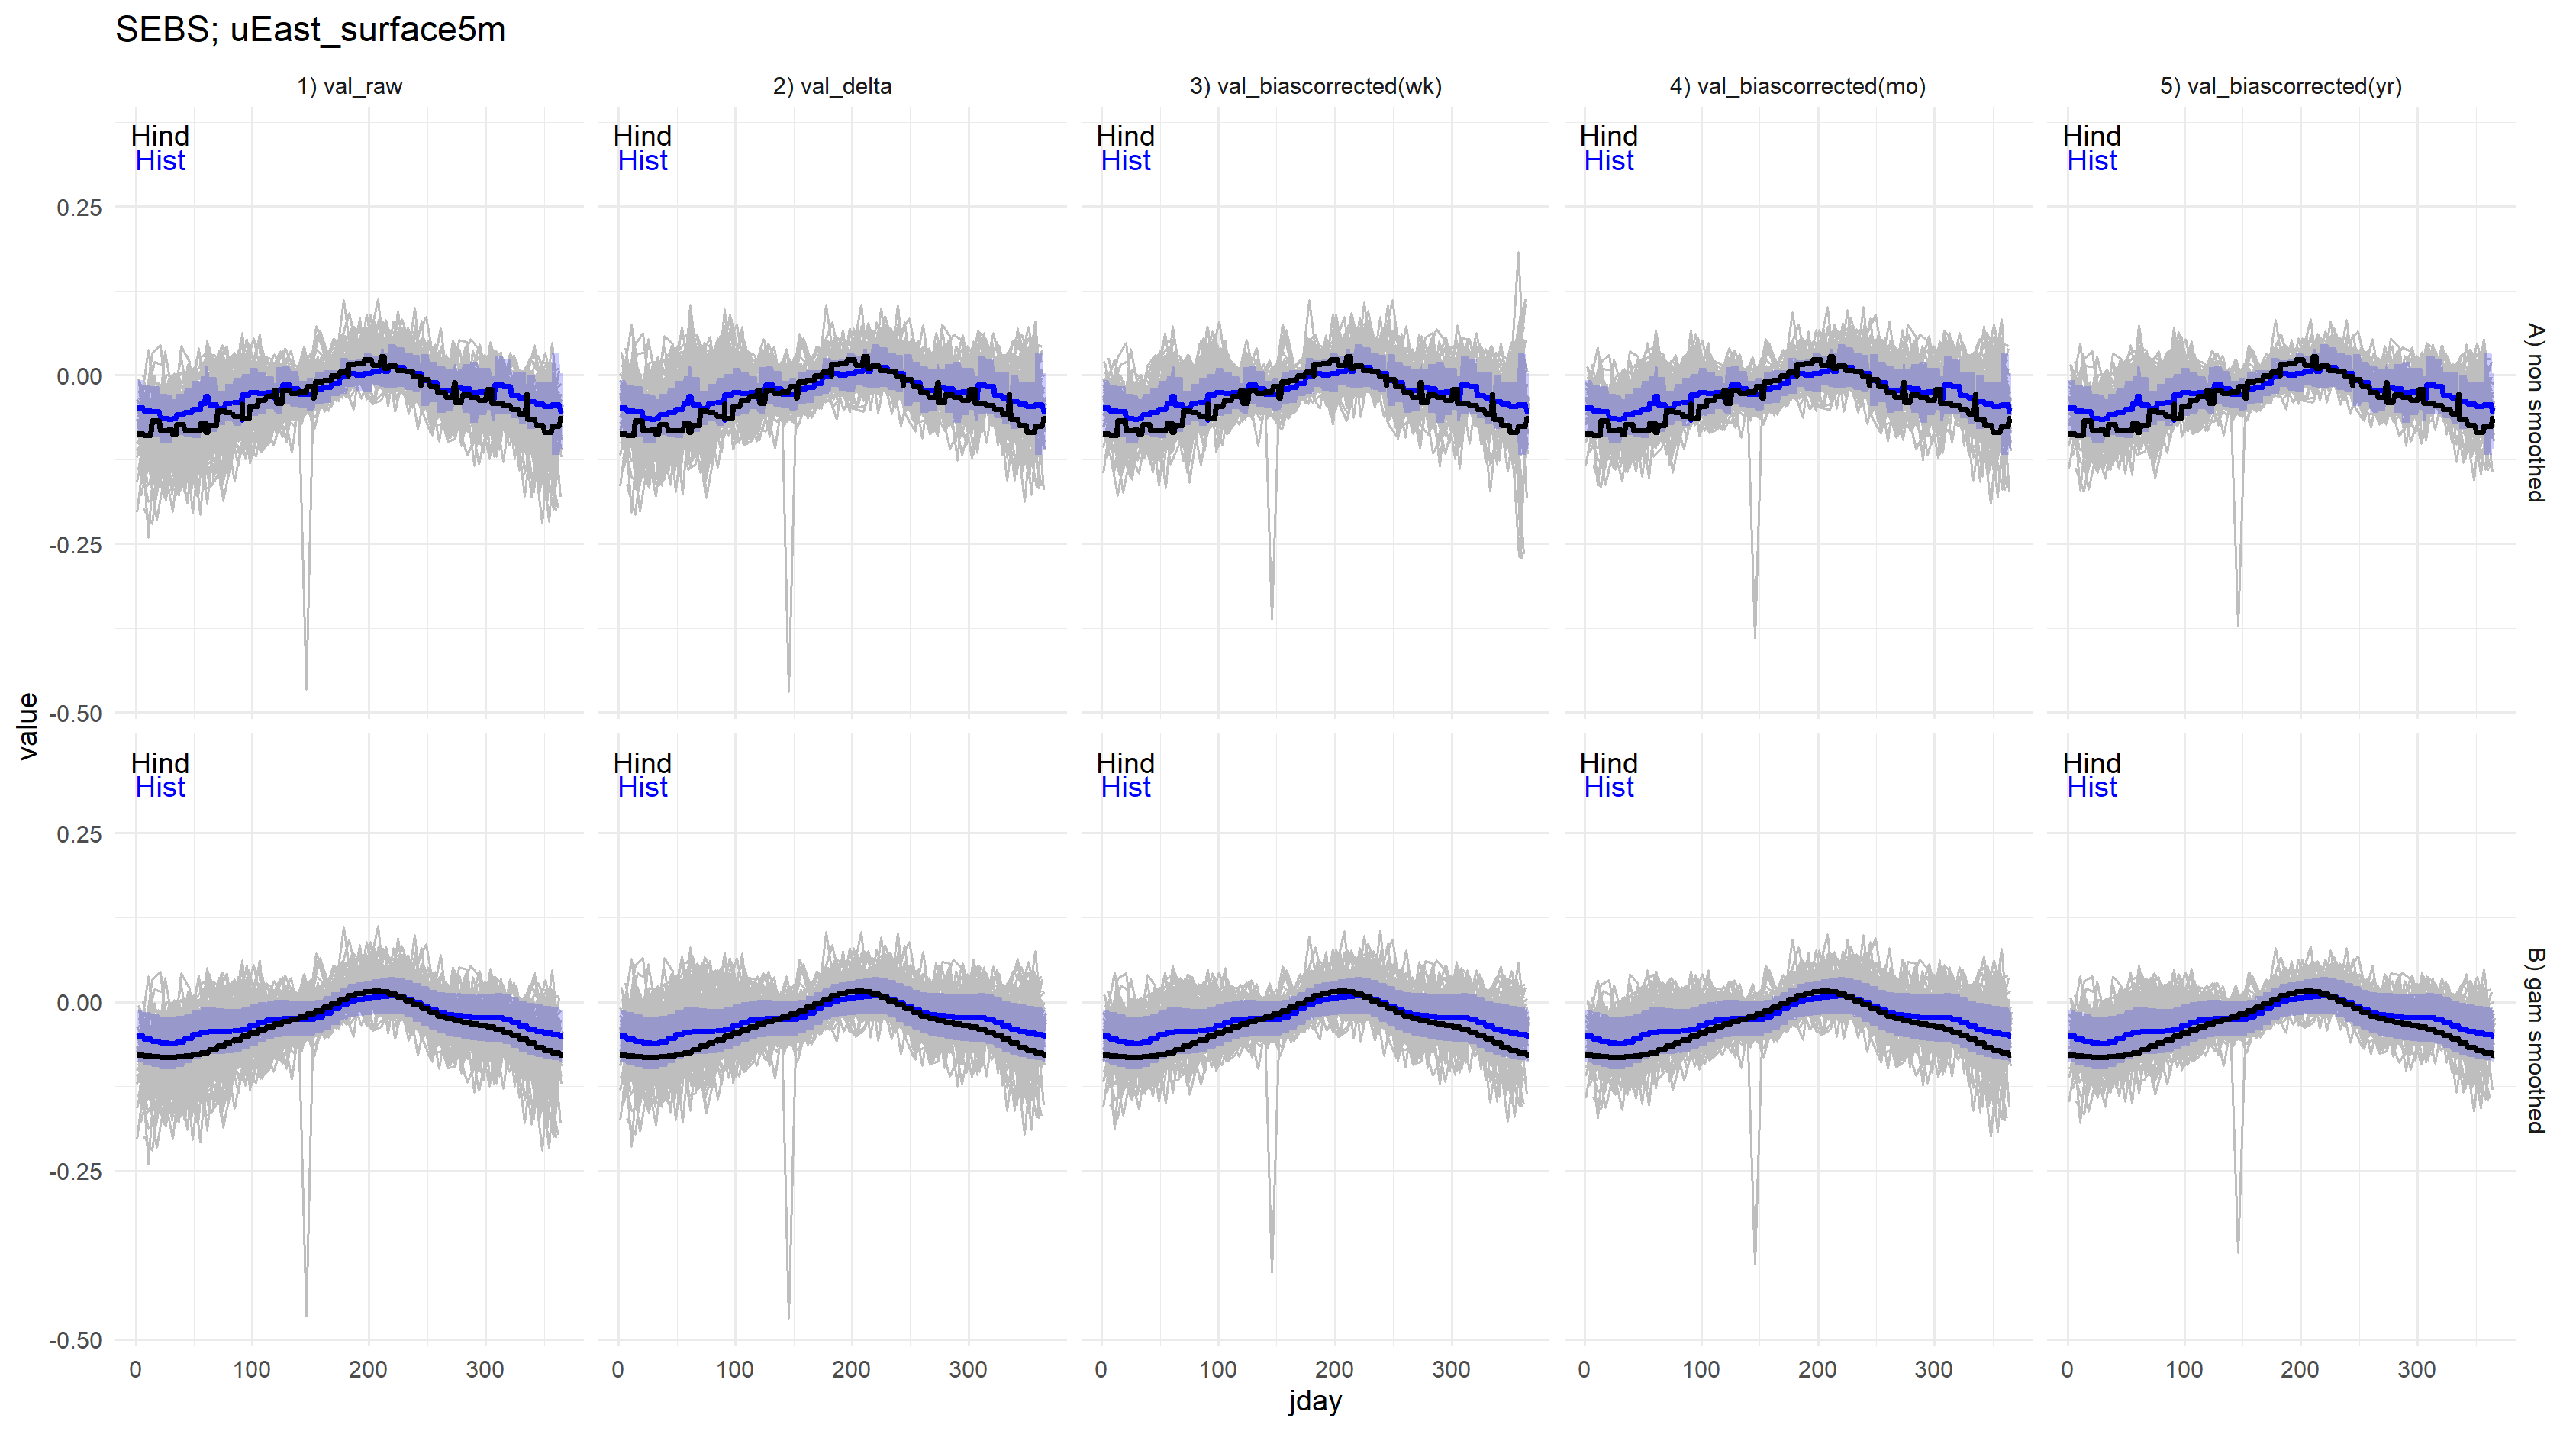 SEBS; uEast_surface5m
1) val_raw
2) val_delta
3) val_biascorrected(wk)
4) val_biascorrected(mo)
5) val_biascorrected(yr)
Hind
Hist
Hind
Hist
Hind
Hist
Hind
Hist
Hind
Hist
0.25
0.00
-0.25
-0.50
A) non smoothed
value
Hind
Hist
Hind
Hist
Hind
Hist
Hind
Hist
Hind
Hist
0.25
0.00
-0.25
-0.50
B) gam smoothed
0 100 200 300
0 100 200 300
0 100 200 300
0 100 200 300
0 100 200 300
jday